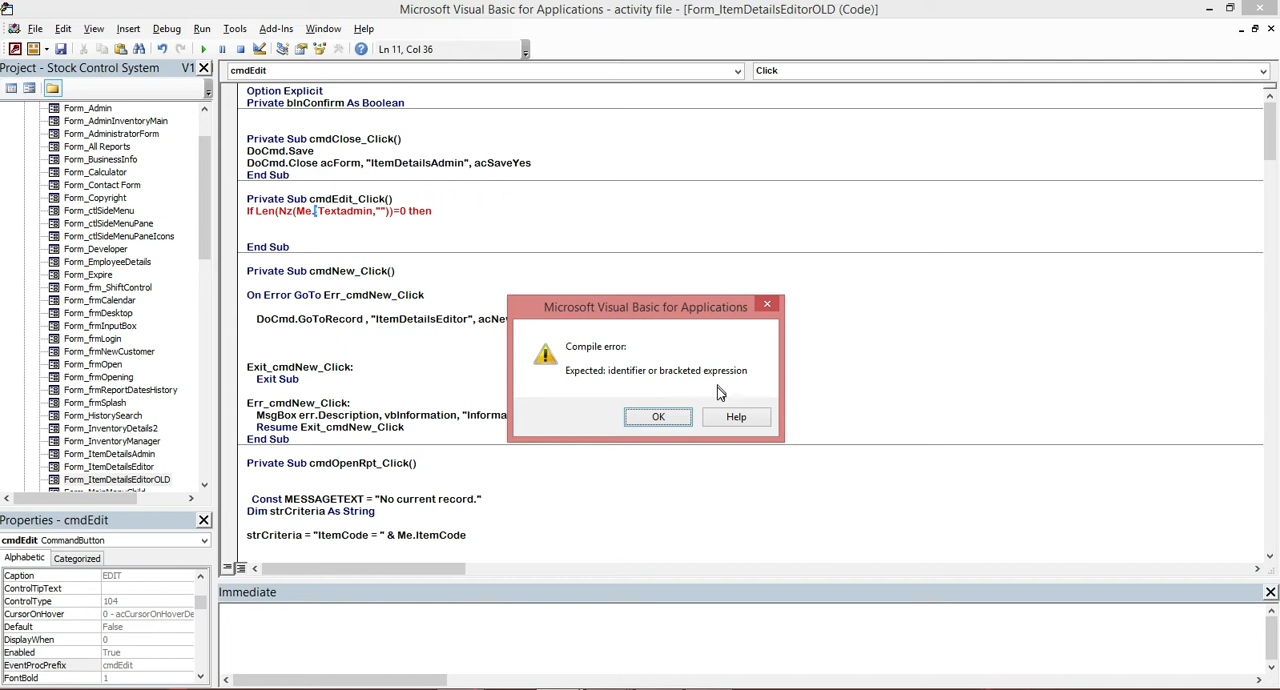 Microsoft Visual Basic for Applications - activity file - [Form_ItemDetailsEditorOLD (Code)]
File Edit View Insert Debug Run Tools Add-Ins Window Help
Ln 11, Col 36
Project - Stock Control System V1
cmdEdit
Click
Form_Admin
Form_AdminInventoryMain
Form_AdministratorForm
Form_All Reports
Form_BusinessInfo
Form_Calculator
Form_Contact Form
Form_Copyright
Form_ctlSideMenu
Form_ctlSideMenuPane
Form_ctlSideMenuPaneIcons
Form_Developer
Form_EmployeeDetails
Form_Expire
Form_frm_ShiftControl
Form_frmCalendar
Form_frmDesktop
Form_frmInputBox
Form_frmLogin
Form_frmNewCustomer
Form_frmOpen
Form_frmOpening
Form_frmReportDatesHistory
Form_frmSplash
Form_HistorySearch
Form_InventoryDetails2
Form_InventoryManager
Form_ItemDetailsAdmin
Form_ItemDetailsEditor
Form_ItemDetailsEditorOLD
Option Explicit
Private blnConfirm As Boolean
Private Sub cmdClose_Click()
DoCmd.Save
DoCmd.Close acForm, "ItemDetailsAdmin", acSaveYes
End Sub
Private Sub cmdEdit_Click()
If Len(Nz(Me.(Textadmin,""))=0 then
End Sub
Private Sub cmdNew_Click()
On Error GoTo Err_cmdNew_Click
DoCmd.GoToRecord , "ItemDetailsEditor", acNe
Exit_cmdNew_Click:
Exit Sub
Err_cmdNew_Click:
MsgBox err.Description, vbInformation, "Informa
Resume Exit_cmdNew_Click
End Sub
Private Sub cmdOpenRpt_Click()
Const MESSAGETEXT = "No current record."
Dim strCriteria As String
strCriteria = "ItemCode = " & Me.ItemCode
Microsoft Visual Basic for Applications
Compile error:
Expected: identifier or bracketed expression
OK
Help
Properties - cmdEdit
cmdEdit CommandButton
Alphabetic Categorized
Caption EDIT
ControlTipText
ControlType 104
CursorOnHover 0 - acCursorOnHoverDe
Default False
DisplayWhen 0
Enabled True
EventProcPrefix cmdEdit
FontBold 1
Immediate